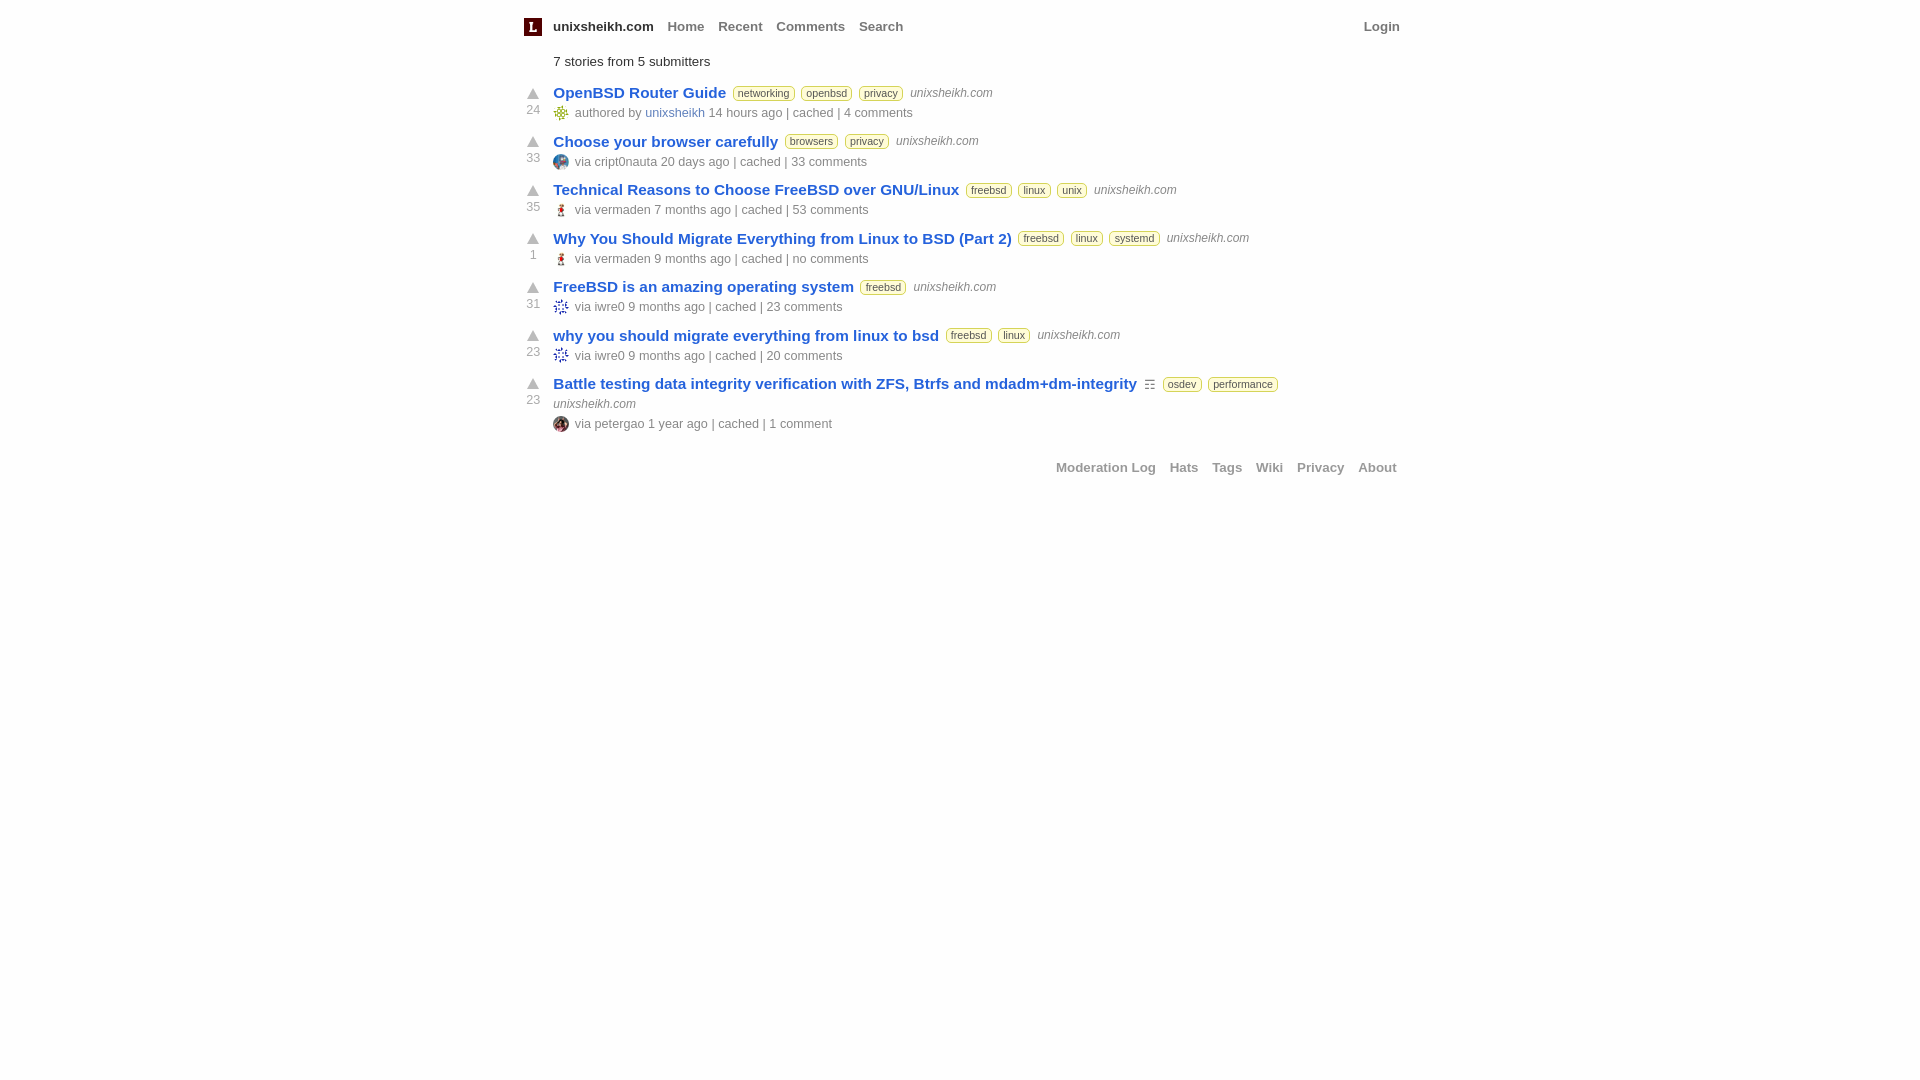 L unixsheikh.com Home Recent Comments Search Login
7 stories from 5 submitters
OpenBSD Router Guide networking openbsd privacy unixsheikh.com
24 authored by unixsheikh 14 hours ago | cached | 4 comments
Choose your browser carefully browsers privacy unixsheikh.com
33 via cript0nauta 20 days ago | cached | 33 comments
Technical Reasons to Choose FreeBSD over GNU/Linux freebsd linux unix unixsheikh.com
35 via vermaden 7 months ago | cached | 53 comments
Why You Should Migrate Everything from Linux to BSD (Part 2) freebsd linux systemd unixsheikh.com
1 via vermaden 9 months ago | cached | no comments
FreeBSD is an amazing operating system freebsd unixsheikh.com
31 via iwre0 9 months ago | cached | 23 comments
why you should migrate everything from linux to bsd freebsd linux unixsheikh.com
23 via iwre0 9 months ago | cached | 20 comments
Battle testing data integrity verification with ZFS, Btrfs and mdadm+dm-integrity ☶ osdev performance
23 unixsheikh.com
via petergao 1 year ago | cached | 1 comment
Moderation Log Hats Tags Wiki Privacy About